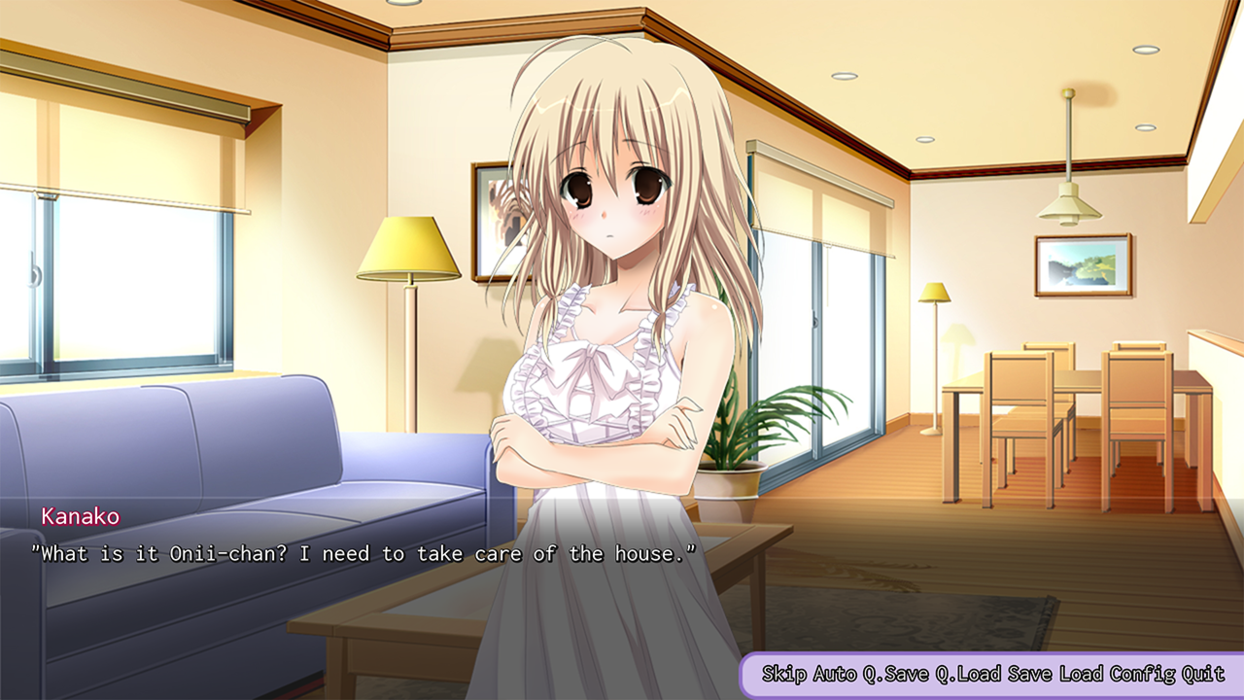 Kanako
"What is it Onii-chan? I need to take care of the house."
Skip Auto Q.Save Q.Load Save Load Config Quit